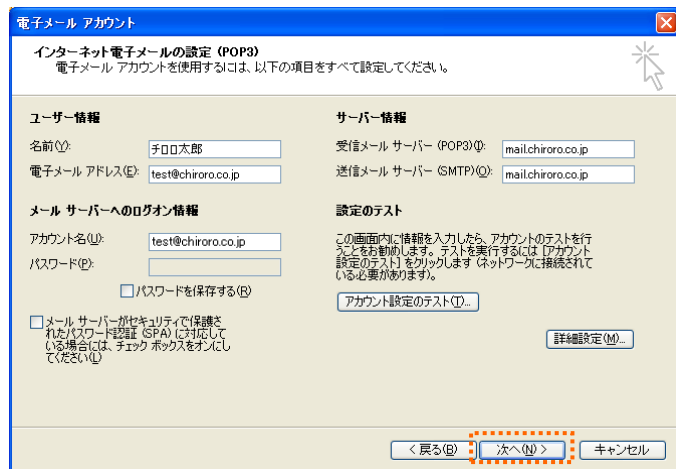 電子メール アカウント
インターネット電子メールの設定 (POP3)
電子メール アカウントを使用するには、以下の項目をすべて設定してください。
ユーザー情報
名前(Y):
チロロ太郎
電子メール アドレス(E):
test@chiroro.co.jp
サーバー情報
受信メール サーバー (POP3)(I):
mail.chiroro.co.jp
送信メール サーバー (SMTP)(O):
mail.chiroro.co.jp
メール サーバーへのログオン情報
アカウント名(U):
test@chiroro.co.jp
パスワード(P):
パスワードを保存する(R)
メール サーバーがセキュリティで保護さ
れたパスワード認証 (SPA) に対応して
いる場合には、チェック ボックスをオンにし
てください(L)
設定のテスト
この画面内に情報を入力したら、アカウントのテストを行
うことをお勧めします。テストを実行するには [アカウント
設定のテスト] をクリックします (ネットワークに接続されて
いる必要があります)。
アカウント設定のテスト(T)...
詳細設定(M)...
< 戻る(B)
次へ(N) >
キャンセル